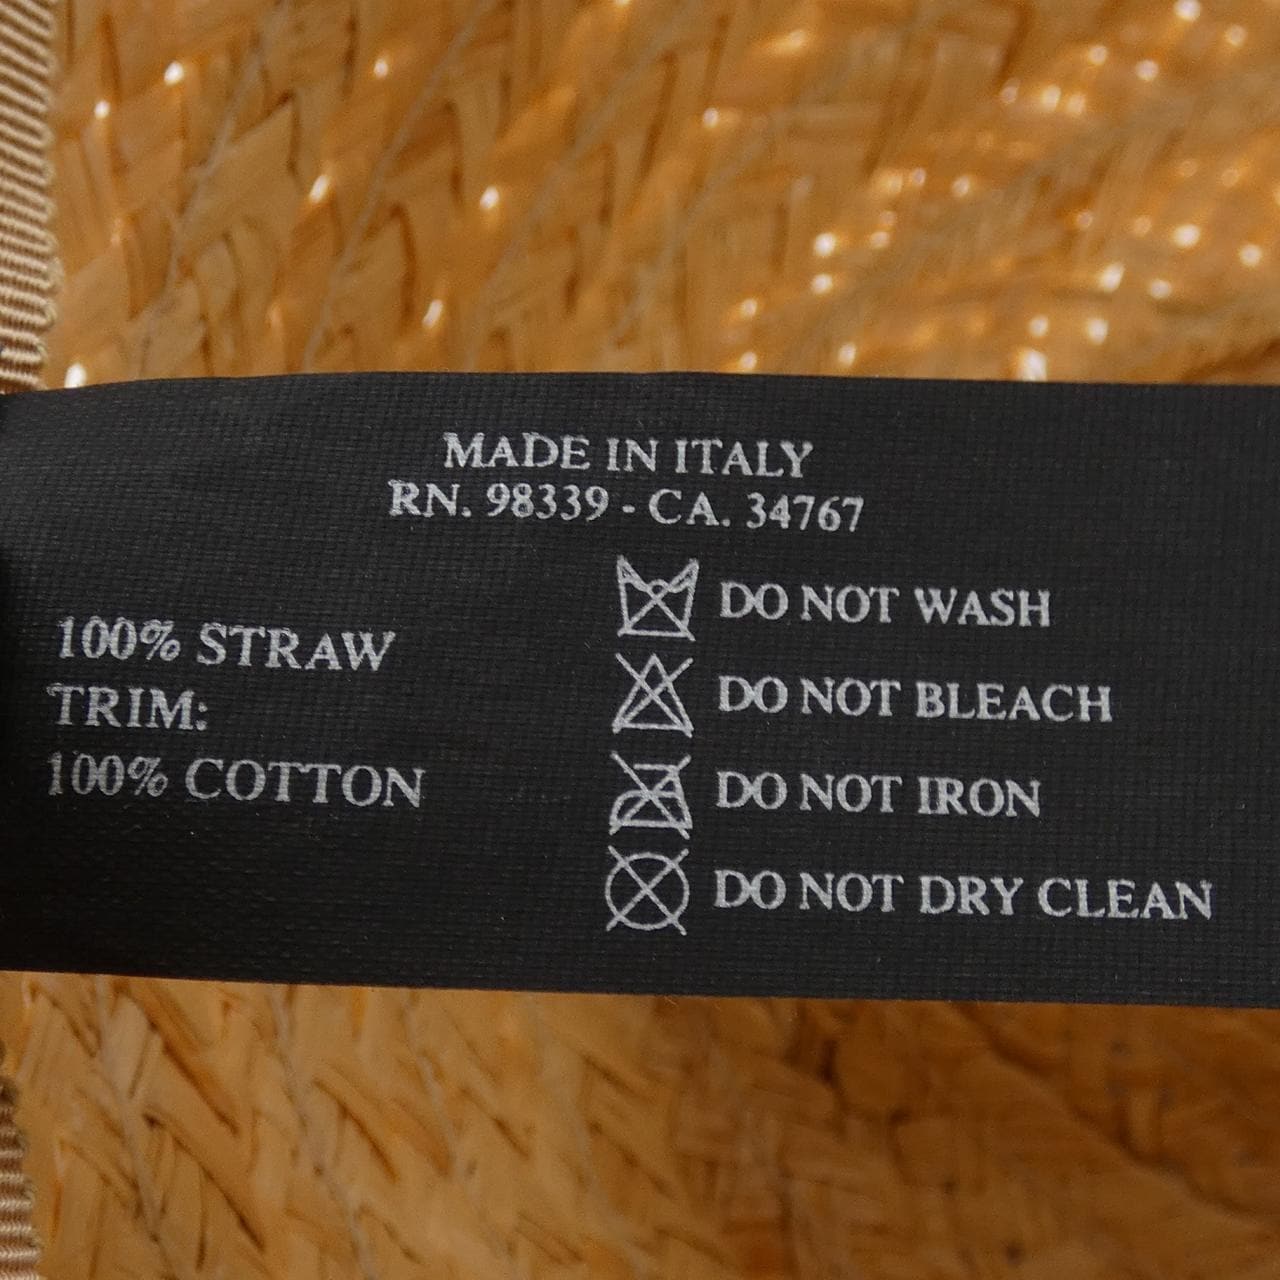 MADE IN ITALY
RN. 98339 - CA. 34767
100% STRAW
TRIM:
100% COTTON
DO NOT WASH
DO NOT BLEACH
DO NOT IRON
DO NOT DRY CLEAN